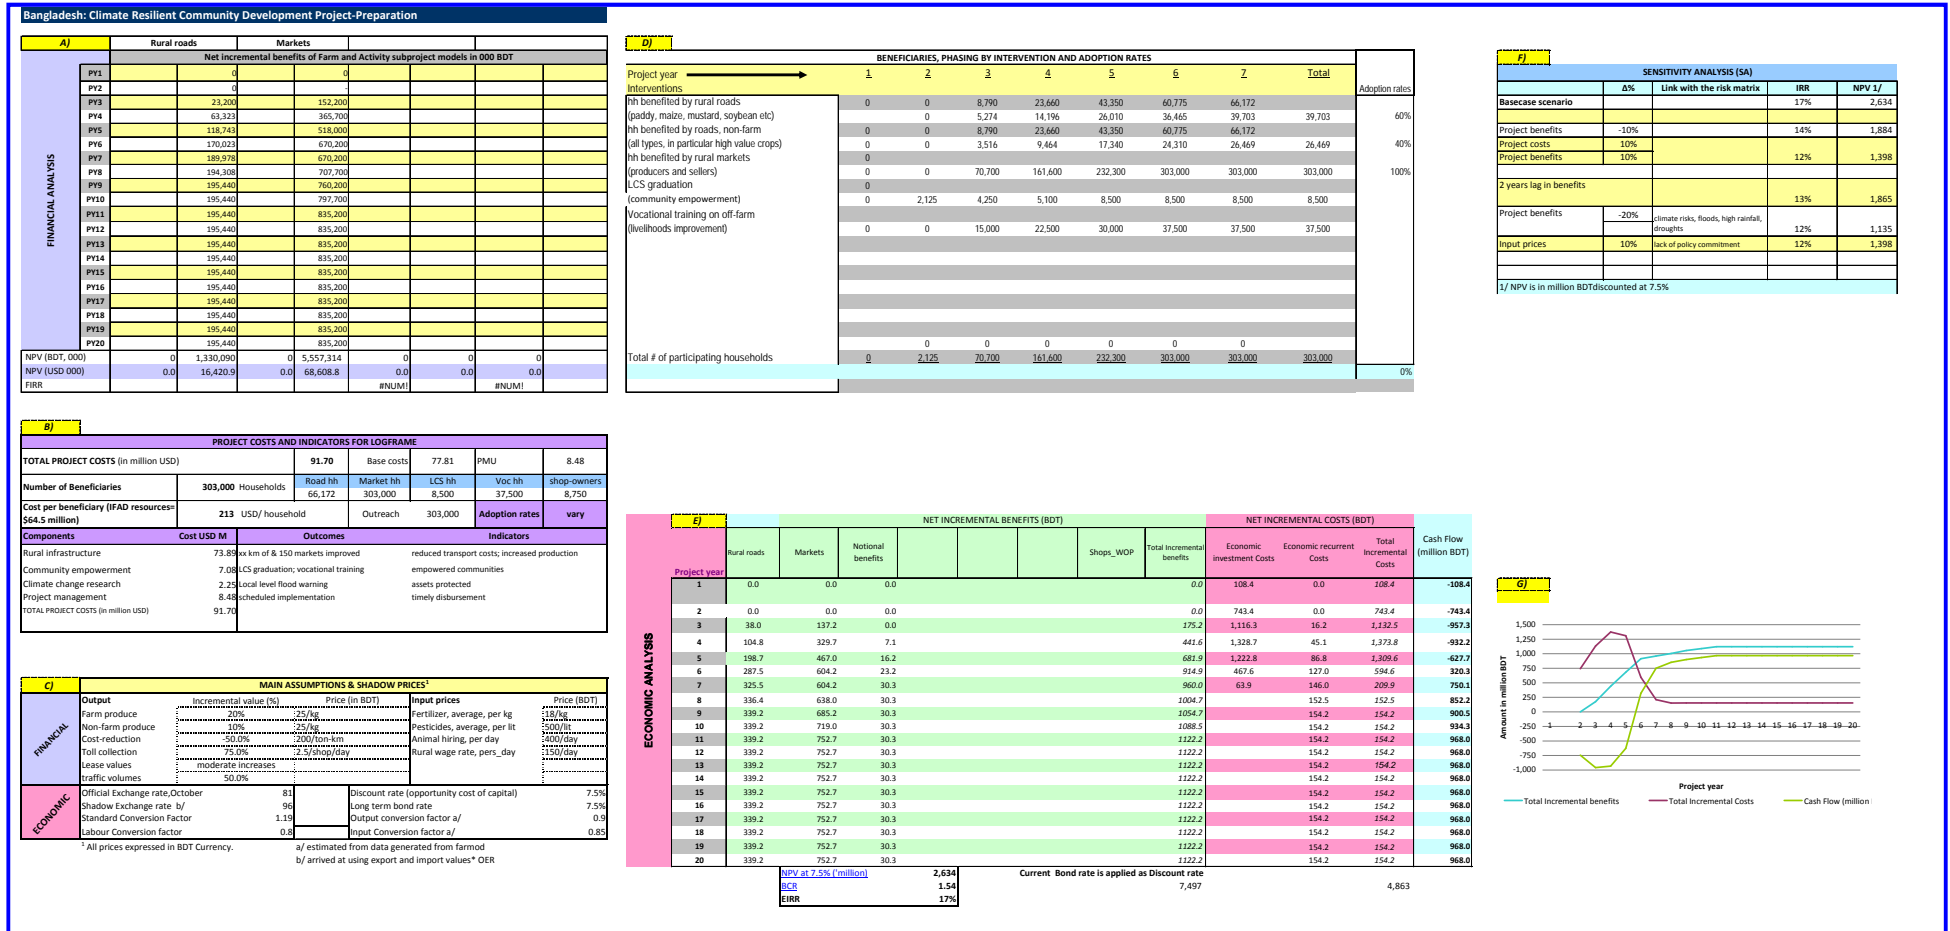 Bangladesh: Climate Resilient Community Development Project-Preparation
A)
Rural roads Markets
Net incremental benefits of Farm and Activity subproject models in 000 BDT
FINANCIAL ANALYSIS
PY1 0 0
PY2 0 -
PY3 23,200 152,200
PY4 63,323 365,700
PY5 118,743 518,000
PY6 170,023 670,200
PY7 189,978 670,200
PY8 194,308 707,700
PY9 195,440 760,200
PY10 195,440 797,700
PY11 195,440 835,200
PY12 195,440 835,200
PY13 195,440 835,200
PY14 195,440 835,200
PY15 195,440 835,200
PY16 195,440 835,200
PY17 195,440 835,200
PY18 195,440 835,200
PY19 195,440 835,200
PY20 195,440 835,200
NPV (BDT, 000) 0 1,330,090 0 5,557,314 0 0 0
NPV (USD 000) 0.0 16,420.9 0.0 68,608.8 0.0 0.0 0.0
FIRR #NUM! #NUM!
B)
PROJECT COSTS AND INDICATORS FOR LOGFRAME
TOTAL PROJECT COSTS (in million USD) 91.70 Base costs 77.81 PMU 8.48
Number of Beneficiaries 303,000 Households
Road hh Market hh LCS hh Voc hh shop-owners
66,172 303,000 8,500 37,500 8,750
Cost per beneficiary (IFAD resources= $64.5 million) 213 USD/ household Outreach 303,000 Adoption rates vary
Components Cost USD M Outcomes Indicators
Rural infrastructure 73.89 xx km of & 150 markets improved reduced transport costs; increased production
Community empowerment 7.08 LCS graduation; vocational training empowered communities
Climate change research 2.25 Local level flood warning assets protected
Project management 8.48 scheduled implementation timely disbursement
TOTAL PROJECT COSTS (in million USD) 91.70
C)
MAIN ASSUMPTIONS & SHADOW PRICES1
FINANCIAL
Output Incremental value (%) Price (in BDT) Input prices Price (BDT)
Farm produce 20% 25/kg Fertilizer, average, per kg 18/kg
Non-farm produce 10% 25/kg Pesticides, average, per lit 500/lit
Cost-reduction -50.0% 200/ton-km Animal hiring, per day 400/day
Toll collection 75.0% 2.5/shop/day Rural wage rate, pers_day 150/day
Lease values moderate increases
traffic volumes 50.0%
ECONOMIC
Official Exchange rate,October 81 Discount rate (opportunity cost of capital) 7.5%
Shadow Exchange rate b/ 96 Long term bond rate 7.5%
Standard Conversion Factor 1.19 Output conversion factor a/ 0.9
Labour Conversion factor 0.8 Input Conversion factor a/ 0.85
1 All prices expressed in BDT Currency. a/ estimated from data generated from farmod
b/ arrived at using export and import values* OER
D)
BENEFICIARIES, PHASING BY INTERVENTION AND ADOPTION RATES
Project year 1 2 3 4 5 6 7 Total
Interventions Adoption rates
hh benefited by rural roads 0 0 8,790 23,660 43,350 60,775 66,172
(paddy, maize, mustard, soybean etc) 0 5,274 14,196 26,010 36,465 39,703 39,703 60%
hh benefited by roads, non-farm 0 0 8,790 23,660 43,350 60,775 66,172
(all types, in particular high value crops) 0 3,516 9,464 17,340 24,310 26,469 26,469 40%
hh benefited by rural markets 0
(producers and sellers) 0 0 70,700 161,600 232,300 303,000 303,000 303,000 100%
LCS graduation 0
(community empowerment) 0 2,125 4,250 5,100 8,500 8,500 8,500 8,500
Vocational training on off-farm
(livelihoods improvement) 0 0 15,000 22,500 30,000 37,500 37,500 37,500
0 0 0 0 0 0
Total # of participating households 0 2,125 70,700 161,600 232,300 303,000 303,000 303,000
0%
E)
NET INCREMENTAL BENEFITS (BDT) NET INCREMENTAL COSTS (BDT)
ECONOMIC ANALYSIS
Project year Rural roads Markets Notional benefits Shops_WOP Total Incremental benefits Economic investment Costs Economic recurrent Costs Total Incremental Costs Cash Flow (million BDT)
1 0.0 0.0 0.0 0.0 108.4 0.0 108.4 -108.4
2 0.0 0.0 0.0 0.0 743.4 0.0 743.4 -743.4
3 38.0 137.2 0.0 175.2 1,116.3 16.2 1,132.5 -957.3
4 104.8 329.7 7.1 441.6 1,328.7 45.1 1,373.8 -932.2
5 198.7 467.0 16.2 681.9 1,222.8 86.8 1,309.6 -627.7
6 287.5 604.2 23.2 914.9 467.6 127.0 594.6 320.3
7 325.5 604.2 30.3 960.0 63.9 146.0 209.9 750.1
8 336.4 638.0 30.3 1004.7 152.5 152.5 852.2
9 339.2 685.2 30.3 1054.7 154.2 154.2 900.5
10 339.2 719.0 30.3 1088.5 154.2 154.2 934.3
11 339.2 752.7 30.3 1122.2 154.2 154.2 968.0
12 339.2 752.7 30.3 1122.2 154.2 154.2 968.0
13 339.2 752.7 30.3 1122.2 154.2 154.2 968.0
14 339.2 752.7 30.3 1122.2 154.2 154.2 968.0
15 339.2 752.7 30.3 1122.2 154.2 154.2 968.0
16 339.2 752.7 30.3 1122.2 154.2 154.2 968.0
17 339.2 752.7 30.3 1122.2 154.2 154.2 968.0
18 339.2 752.7 30.3 1122.2 154.2 154.2 968.0
19 339.2 752.7 30.3 1122.2 154.2 154.2 968.0
20 339.2 752.7 30.3 1122.2 154.2 154.2 968.0
NPV at 7.5% ('million) 2,634 Current Bond rate is applied as Discount rate
BCR 1.54 7,497 4,863
EIRR 17%
F)
SENSITIVITY ANALYSIS (SA)
Δ% Link with the risk matrix IRR NPV 1/
Basecase scenario 17% 2,634
Project benefits -10% 14% 1,884
Project costs 10%
Project benefits 10% 12% 1,398
2 years lag in benefits 13% 1,865
Project benefits -20% climate risks, floods, high rainfall, droughts 12% 1,135
Input prices 10% lack of policy commitment 12% 1,398
1/ NPV is in million BDTdiscounted at 7.5%
G)
Amount in million BDT
1,500
1,250
1,000
750
500
250
0
-250
-500
-750
-1,000
1 2 3 4 5 6 7 8 9 10 11 12 13 14 15 16 17 18 19 20
Project year
Total Incremental benefits Total Incremental Costs Cash Flow (million